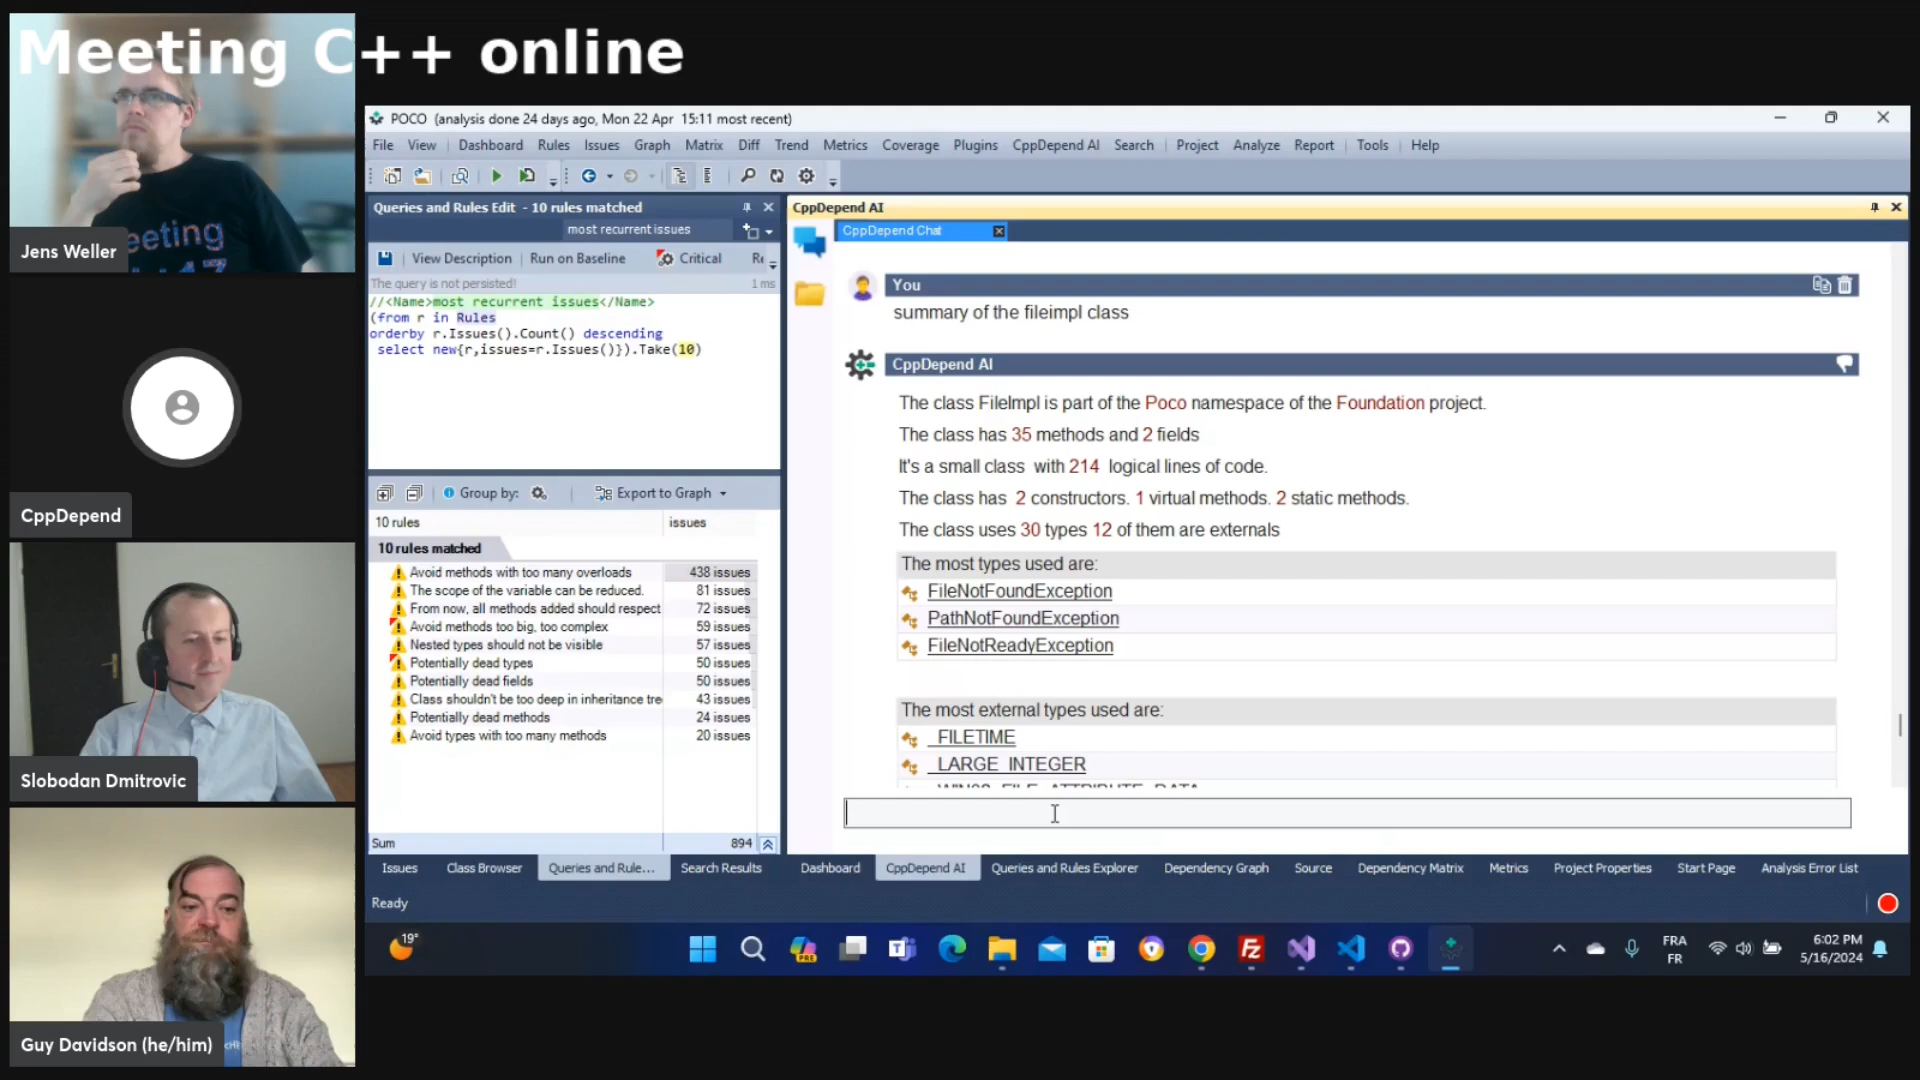 Meeting C++ online
eeting
Jens Weller
CppDepend
Slobodan Dmitrovic
Guy Davidson (he/him)
POCO (analysis done 24 days ago, Mon 22 Apr 15:11 most recent)
File View Dashboard Rules Issues Graph Matrix Diff Trend Metrics Coverage Plugins CppDepend AI Search Project Analyze Report Tools Help
Queries and Rules Edit - 10 rules matched
most recurrent issues
View Description Run on Baseline Critical Re
The query is not persisted! 1 ms
//<Name>most recurrent issues</Name>
(from r in Rules
orderby r.Issues().Count() descending
select new{r,issues=r.Issues()}).Take(10)
Group by: Export to Graph
10 rules issues
10 rules matched
Avoid methods with too many overloads 438 issues
The scope of the variable can be reduced. 81 issues
From now, all methods added should respect 72 issues
Avoid methods too big, too complex 59 issues
Nested types should not be visible 57 issues
Potentially dead types 50 issues
Potentially dead fields 50 issues
Class shouldn't be too deep in inheritance tre 43 issues
Potentially dead methods 24 issues
Avoid types with too many methods 20 issues
Sum 894
Issues Class Browser Queries and Rule... Search Results
CppDepend AI
CppDepend Chat
You
summary of the fileimpl class
CppDepend AI
The class FileImpl is part of the Poco namespace of the Foundation project.
The class has 35 methods and 2 fields
It's a small class with 214 logical lines of code.
The class has 2 constructors. 1 virtual methods. 2 static methods.
The class uses 30 types 12 of them are externals
The most types used are:
FileNotFoundException
PathNotFoundException
FileNotReadyException
The most external types used are:
_FILETIME
_LARGE_INTEGER
Dashboard CppDepend AI Queries and Rules Explorer Dependency Graph Source Dependency Matrix Metrics Project Properties Start Page Analysis Error List
Ready
19°
PRE
FRA
FR
6:02 PM
5/16/2024